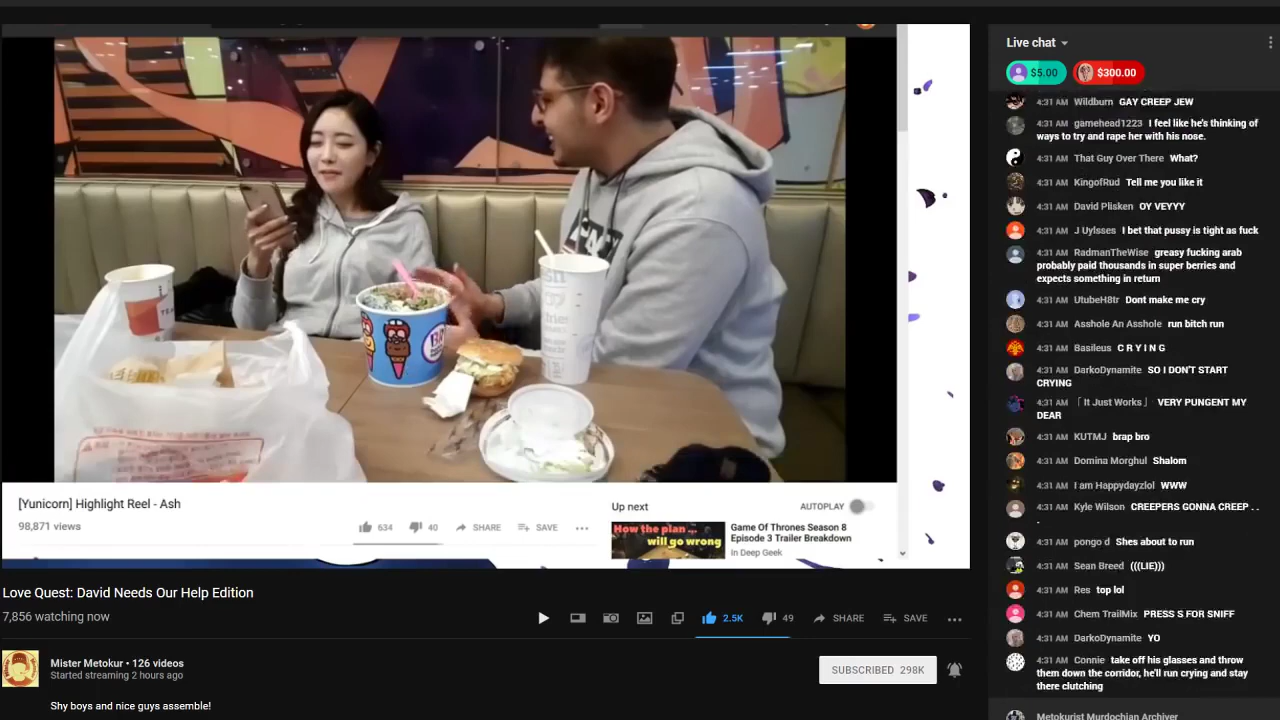 Live chat
$5.00 $300.00
4:31 AM Wildburn GAY CREEP JEW
4:31 AM gamehead1223 I feel like he's thinking of
ways to try and rape her with his nose.
4:31 AM That Guy Over There What?
4:31 AM KingofRud Tell me you like it
4:31 AM David Plisken OY VEYYY
4:31 AM J Uylsses I bet that pussy is tight as fuck
4:31 AM RadmanTheWise greasy fucking arab
probably paid thousands in super berries and
expects something in return
4:31 AM UtubeH8tr Dont make me cry
4:31 AM Asshole An Asshole run bitch run
4:31 AM Basileus C R Y I N G
4:31 AM DarkoDynamite SO I DON'T START
CRYING
4:31 AM 「It Just Works」 VERY PUNGENT MY
DEAR
4:31 AM KUTMJ brap bro
4:31 AM Domina Morghul Shalom
4:31 AM I am Happydayzlol WWW
4:31 AM Kyle Wilson CREEPERS GONNA CREEP . .
.
4:31 AM pongo d Shes about to run
4:31 AM Sean Breed (((LIE)))
4:31 AM Res top lol
4:31 AM Chem TrailMix PRESS S FOR SNIFF
4:31 AM DarkoDynamite YO
4:31 AM Connie take off his glasses and throw
them down the corridor, he'll run crying and stay
there clutching
Metokurist Murdochian Archiver
BR
[Yunicorn] Highlight Reel - Ash
98,871 views
634 40 SHARE SAVE
Up next AUTOPLAY
How the plan ...
will go wrong
Game Of Thrones Season 8
Episode 3 Trailer Breakdown
In Deep Geek
Love Quest: David Needs Our Help Edition
7,856 watching now
2.5K 49 SHARE SAVE
Mister Metokur • 126 videos
Started streaming 2 hours ago
SUBSCRIBED 298K
Shy boys and nice guys assemble!